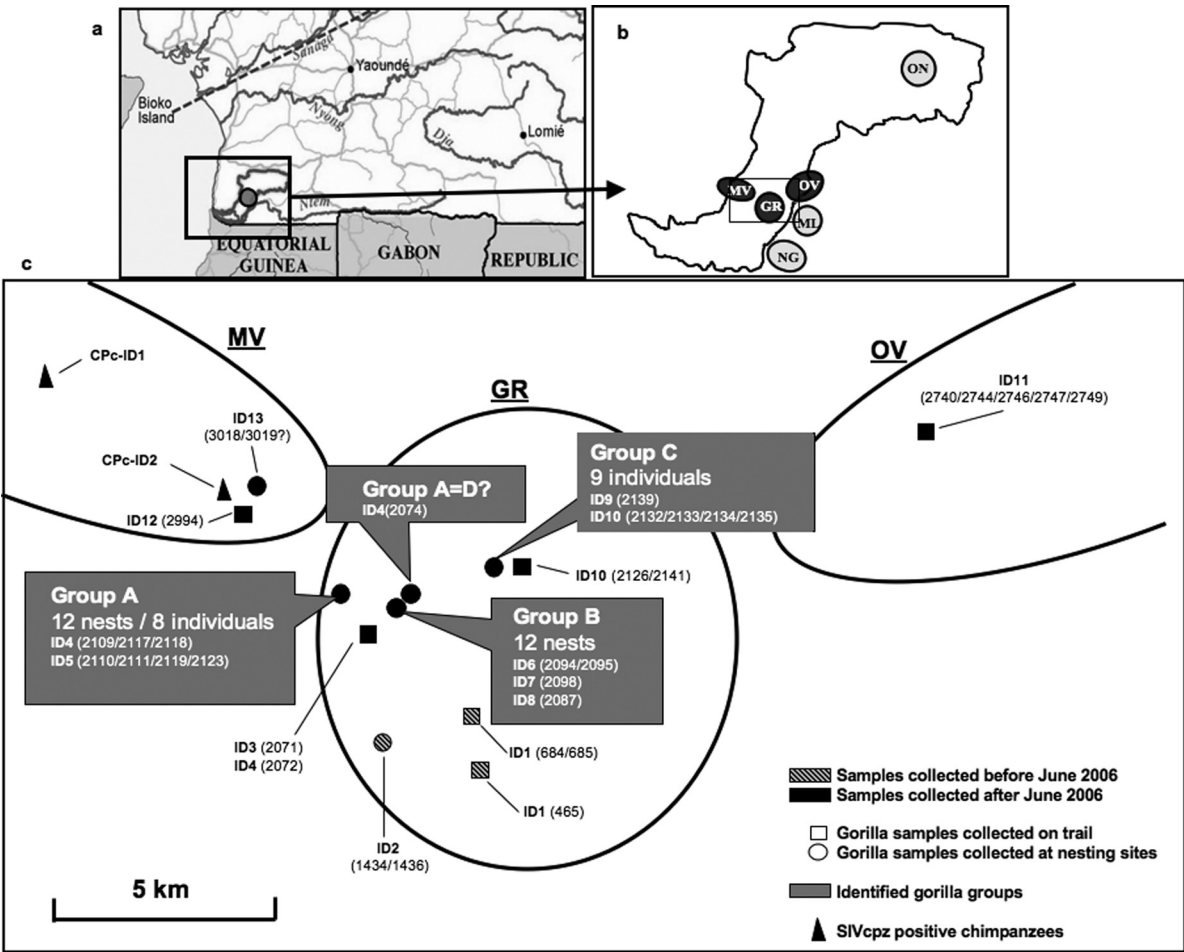 a
Sanaga
Yaoundé
Bioko
Island
Nyong
Dja
Lomié
Ntem
EQUATORIAL
GUINEA
GABON
REPUBLIC
b
ON
MV
OV
GR
ML
NG
c
MV
CPc-ID1
ID13
(3018/3019?)
CPc-ID2
ID12 (2994)
GR
OV
ID11
(2740/2744/2746/2747/2749)
Group A=D?
ID4(2074)
Group C
9 individuals
ID9 (2139)
ID10 (2132/2133/2134/2135)
ID10 (2126/2141)
Group A
12 nests / 8 individuals
ID4 (2109/2117/2118)
ID5 (2110/2111/2119/2123)
Group B
12 nests
ID6 (2094/2095)
ID7 (2098)
ID8 (2087)
ID3 (2071)
ID4 (2072)
ID1 (684/685)
ID1 (465)
ID2
(1434/1436)
5 km
Samples collected before June 2006
Samples collected after June 2006
Gorilla samples collected on trail
Gorilla samples collected at nesting sites
Identified gorilla groups
SIVcpz positive chimpanzees